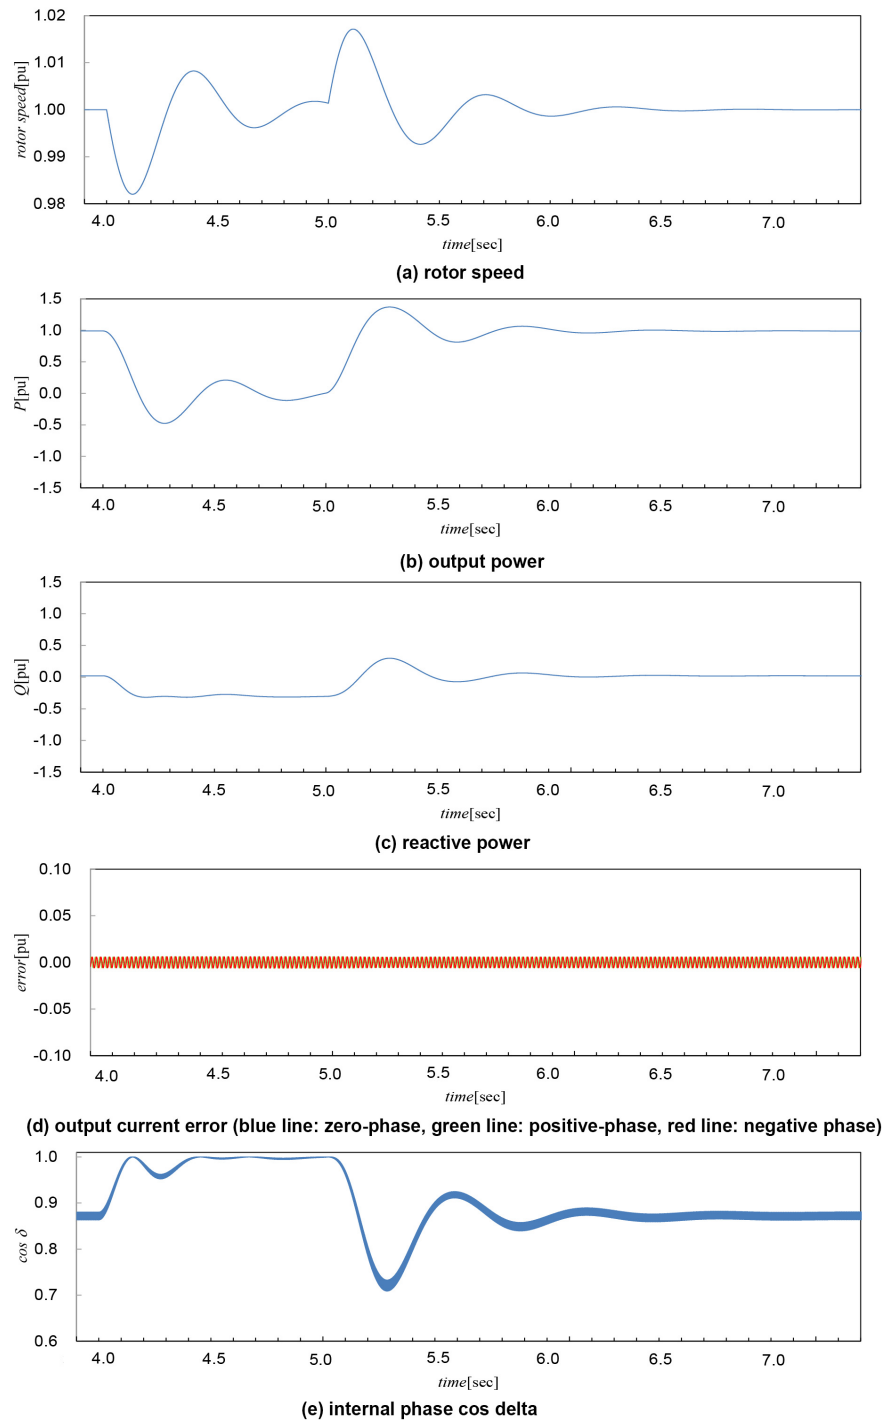 1.02
1.01
1.00
0.99
0.98
rotor speed[pu]
4.0 4.5 5.0 5.5 6.0 6.5 7.0
time[sec]
(a) rotor speed
1.5
1.0
0.5
0.0
-0.5
-1.0
-1.5
P[pu]
4.0 4.5 5.0 5.5 6.0 6.5 7.0
time[sec]
(b) output power
1.5
1.0
0.5
0.0
-0.5
-1.0
-1.5
Q[pu]
4.0 4.5 5.0 5.5 6.0 6.5 7.0
time[sec]
(c) reactive power
0.10
0.05
0.00
-0.05
-0.10
error[pu]
4.0 4.5 5.0 5.5 6.0 6.5 7.0
time[sec]
(d) output current error (blue line: zero-phase, green line: positive-phase, red line: negative phase)
1.0
0.9
0.8
0.7
0.6
cos δ
4.0 4.5 5.0 5.5 6.0 6.5 7.0
time[sec]
(e) internal phase cos delta